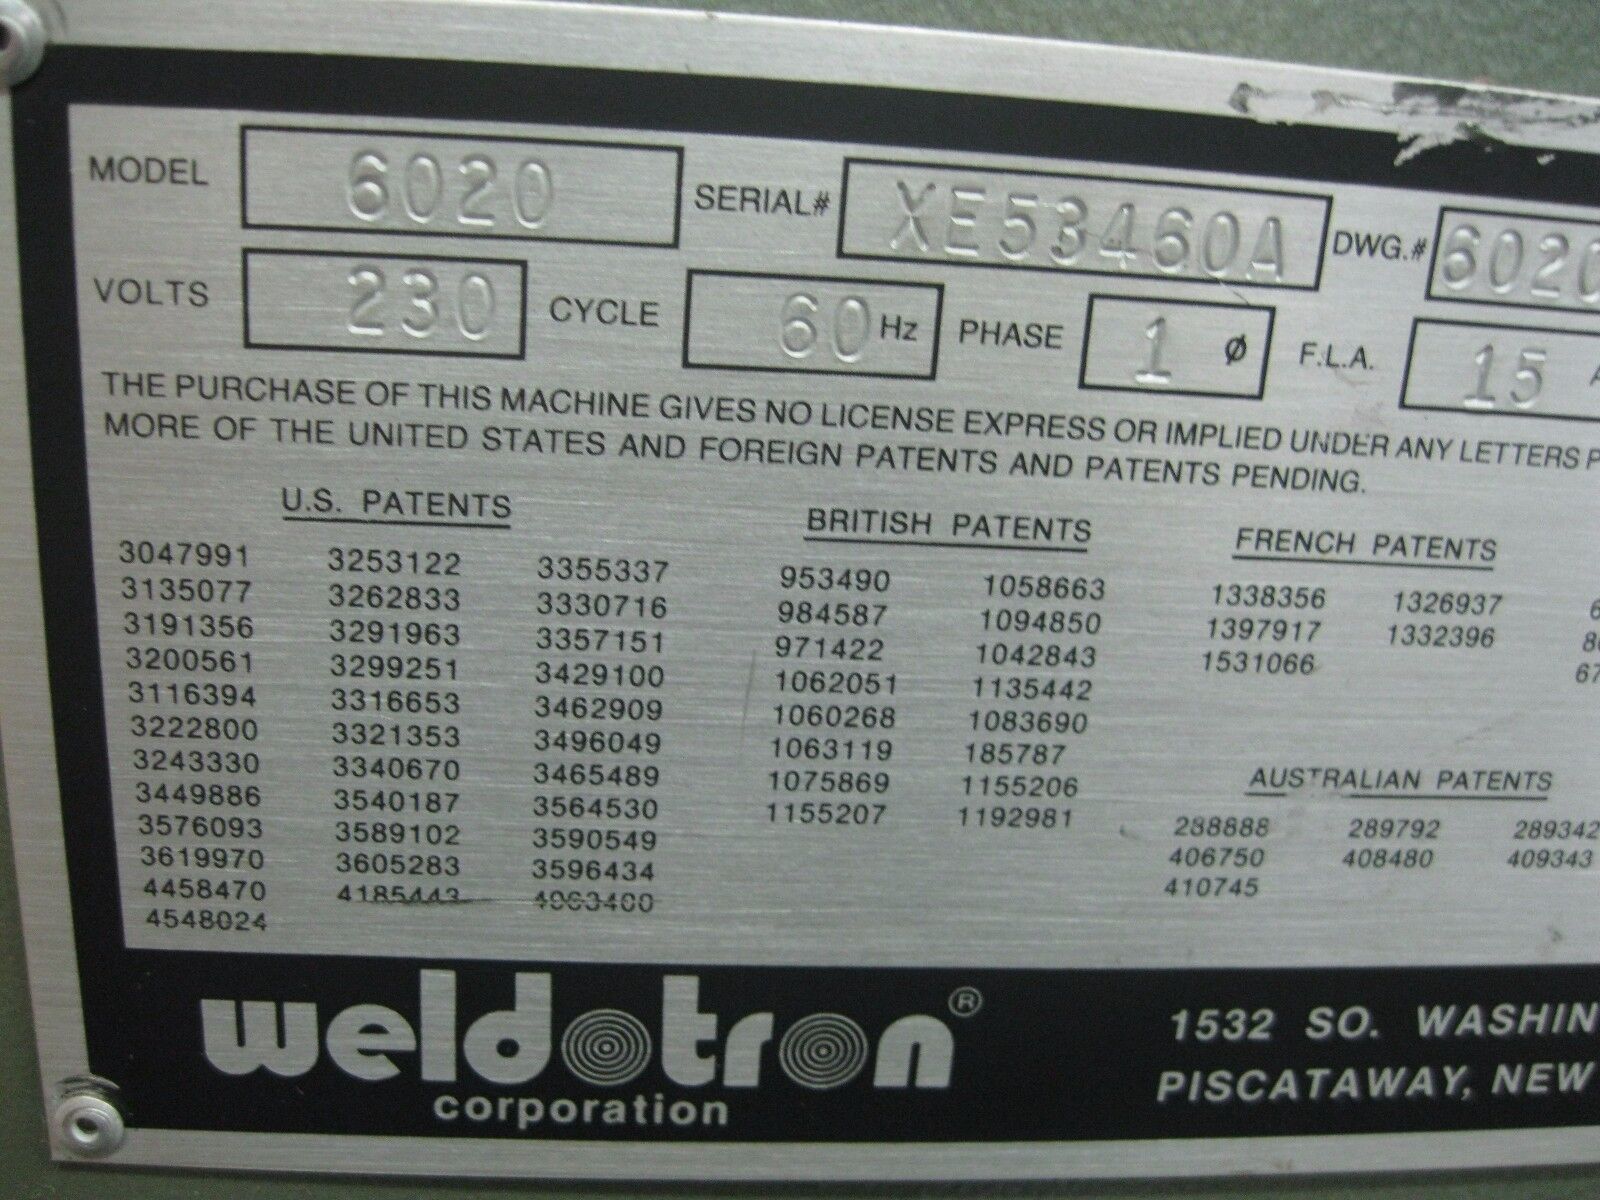 MODEL 6020 SERIAL# XE53460A DWG.# 6020
VOLTS 230 CYCLE 60 Hz PHASE 1 ø F.L.A. 15
THE PURCHASE OF THIS MACHINE GIVES NO LICENSE EXPRESS OR IMPLIED UNDER ANY LETTERS P
MORE OF THE UNITED STATES AND FOREIGN PATENTS AND PATENTS PENDING.
U.S. PATENTS
3047991 3253122 3355337
3135077 3262833 3330716
3191356 3291963 3357151
3200561 3299251 3429100
3116394 3316653 3462909
3222800 3321353 3496049
3243330 3340670 3465489
3449886 3540187 3564530
3576093 3589102 3590549
3619970 3605283 3596434
4458470 4185443
4548024
BRITISH PATENTS
953490 1058663
984587 1094850
971422 1042843
1062051 1135442
1060268 1083690
1063119 185787
1075869 1155206
1155207 1192981
FRENCH PATENTS
1338356 1326937
1397917 1332396
1531066
AUSTRALIAN PATENTS
288888 289792 289342
406750 408480 409343
410745
weldotron®
corporation
1532 SO. WASHIN
PISCATAWAY, NEW